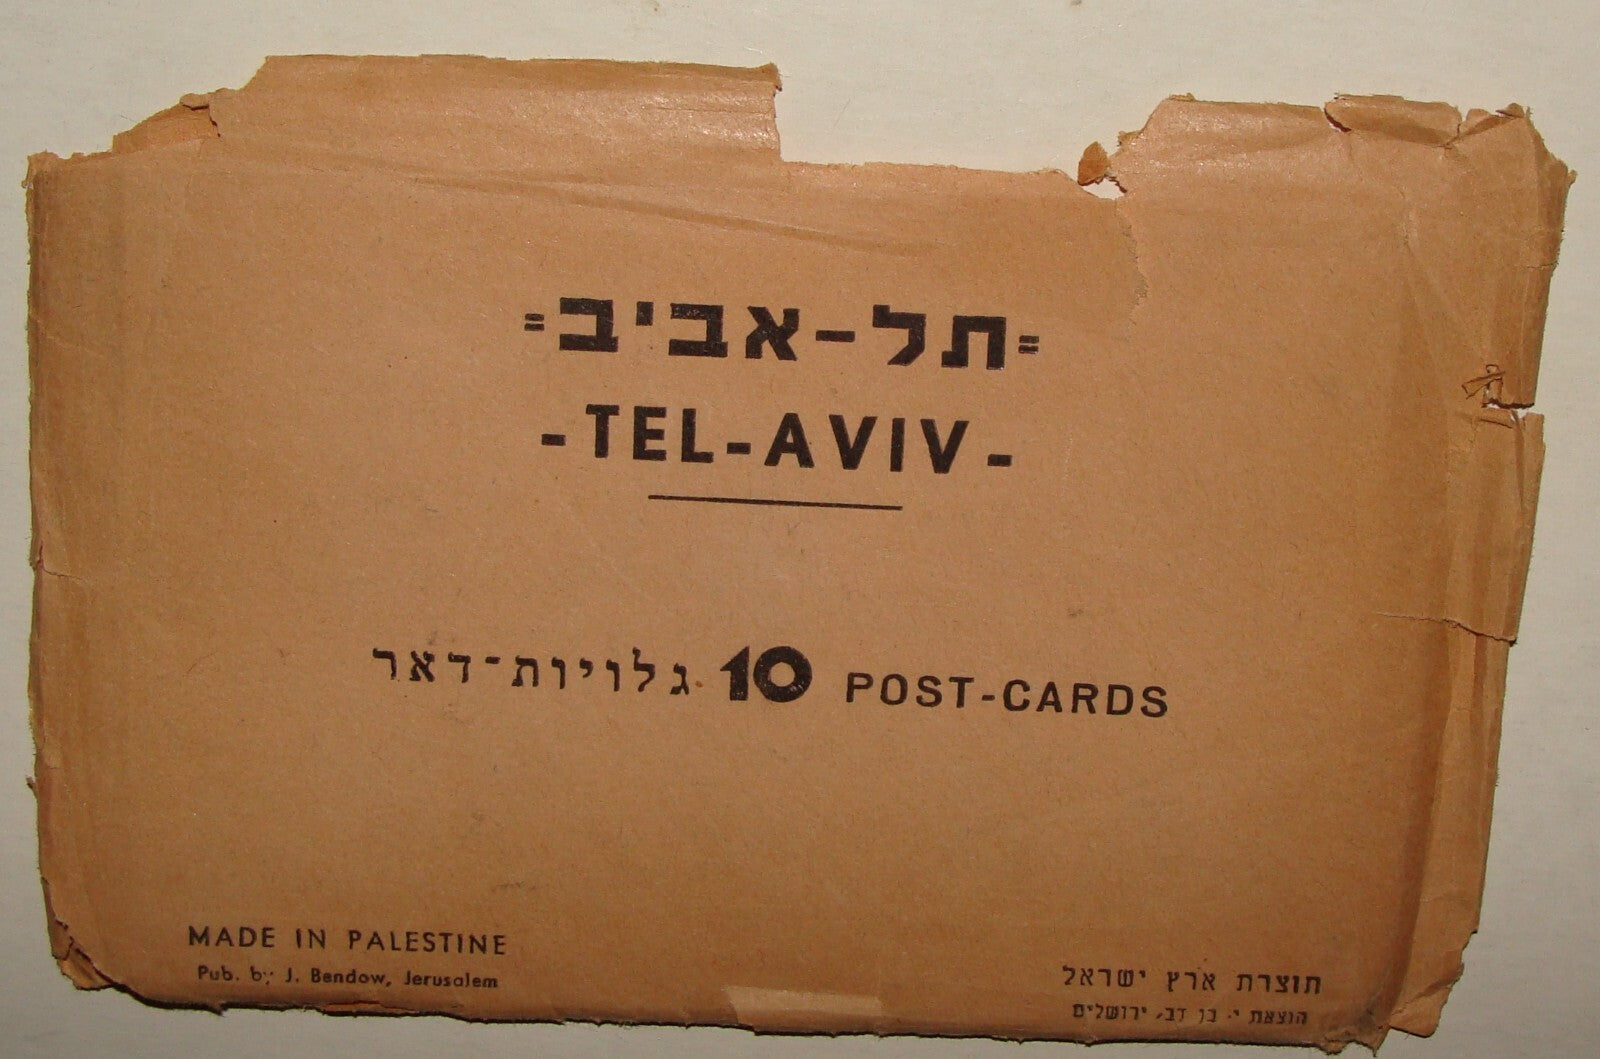 =תל-אביב=
-TEL-AVIV-
גלויות-דאר 10 POST-CARDS
MADE IN PALESTINE
Pub. by J. Bendow, Jerusalem
תוצרת ארץ ישראל
הוצאת י. בן דב, ירושלים